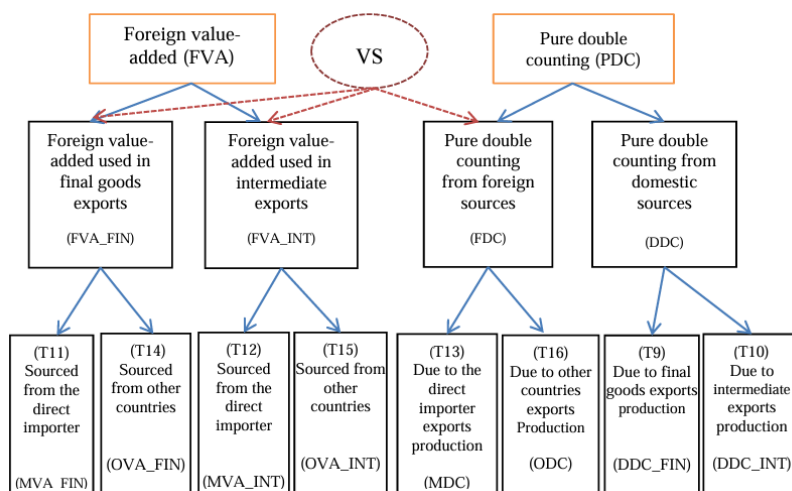 Foreign value-
added (FVA)
VS
Pure double
counting (PDC)
Foreign value-
added used in
final goods
exports
(FVA_FIN)
Foreign value-
added used in
intermediate
exports
(FVA_INT)
Pure double
counting
from foreign
sources
(FDC)
Pure double
counting from
domestic
sources
(DDC)
(T11)
Sourced
from the
direct
importer
(MVA_FIN)
(T14)
Sourced
from other
countries
(OVA_FIN)
(T12)
Sourced
from the
direct
importer
(MVA_INT)
(T15)
Sourced from
other
countries
(OVA_INT)
(T13)
Due to the
direct
importer
exports
production
(MDC)
(T16)
Due to other
countries
exports
Production
(ODC)
(T9)
Due to final
goods exports
production
(DDC_FIN)
(T10)
Due to
intermediate
exports
production
(DDC_INT)